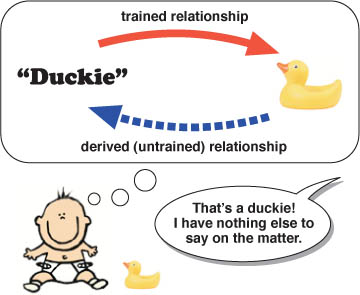 trained relationship
“Duckie”
derived (untrained) relationship
That’s a duckie!
I have nothing else to
say on the matter.